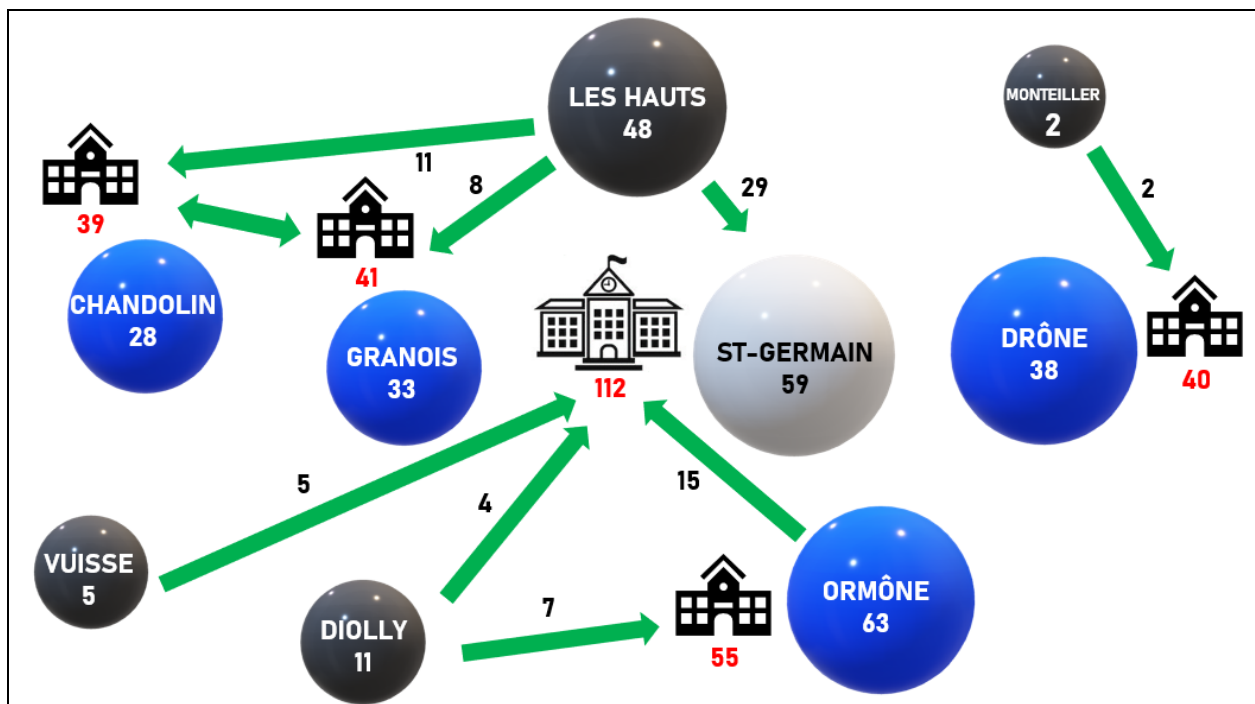 LES HAUTS
48
MONTEILLER
2
11
8
29
2
39
41
CHANDOLIN
28
GRANOIS
33
112
ST-GERMAIN
59
DRÔNE
38
40
5
4
15
VUISSE
5
DIOLLY
11
7
55
ORMÔNE
63